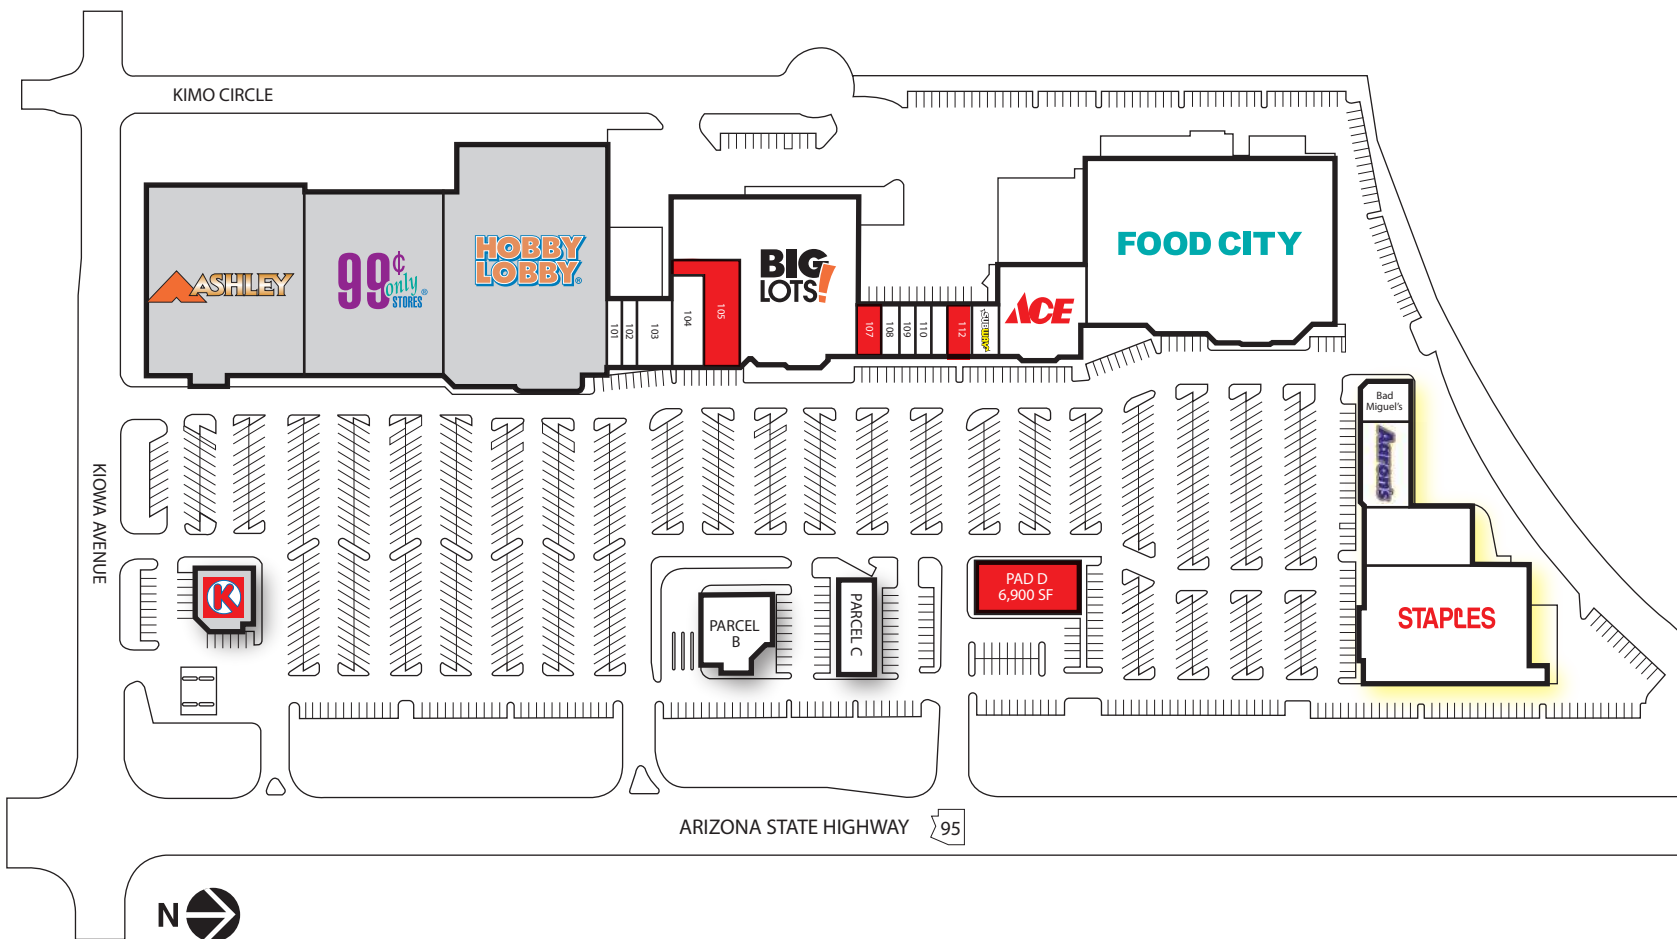 KIMO CIRCLE
ASHLEY
99¢
only
STORES®
HOBBY
LOBBY®
BIG
LOTS!
FOOD CITY
ACE
SUBWAY
101
102
103
104
105
107
108
109
110
112
Bad
Miguel's
Aaron's
KIOWA AVENUE
K
PARCEL
B
PARCEL C
PAD D
6,900 SF
STAPLES
ARIZONA STATE HIGHWAY 95
N